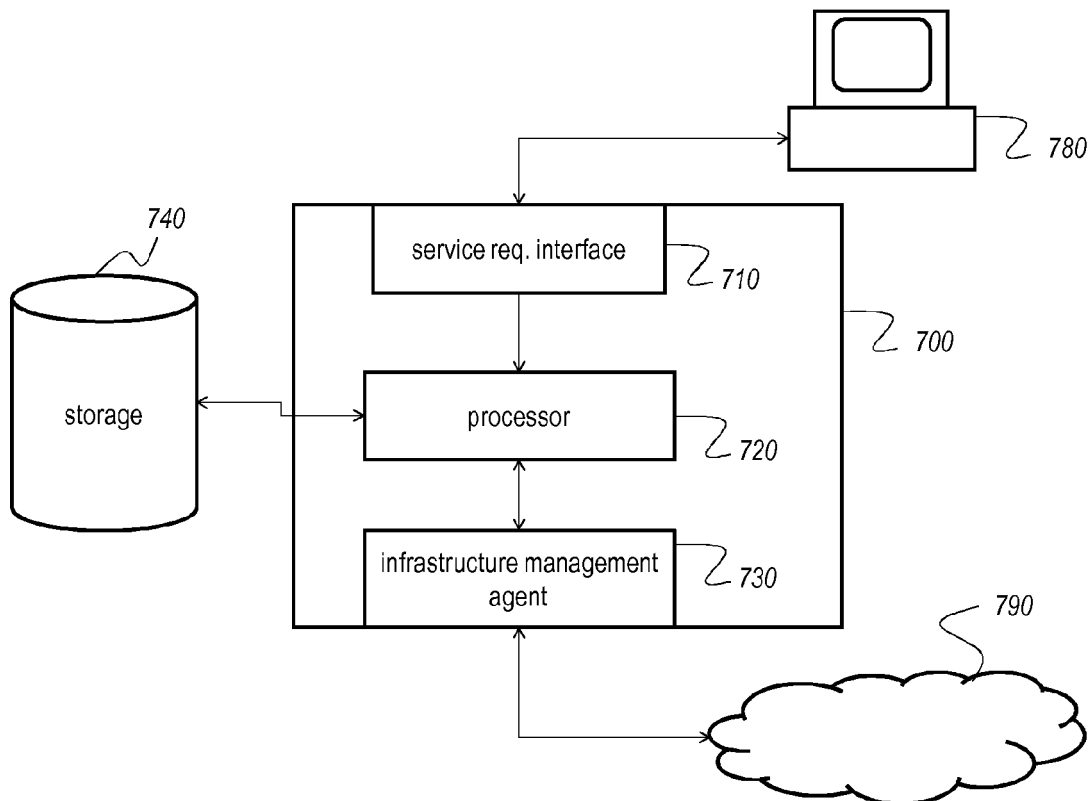 780
740
service req. interface
710
700
storage
processor
720
infrastructure management
agent
730
790